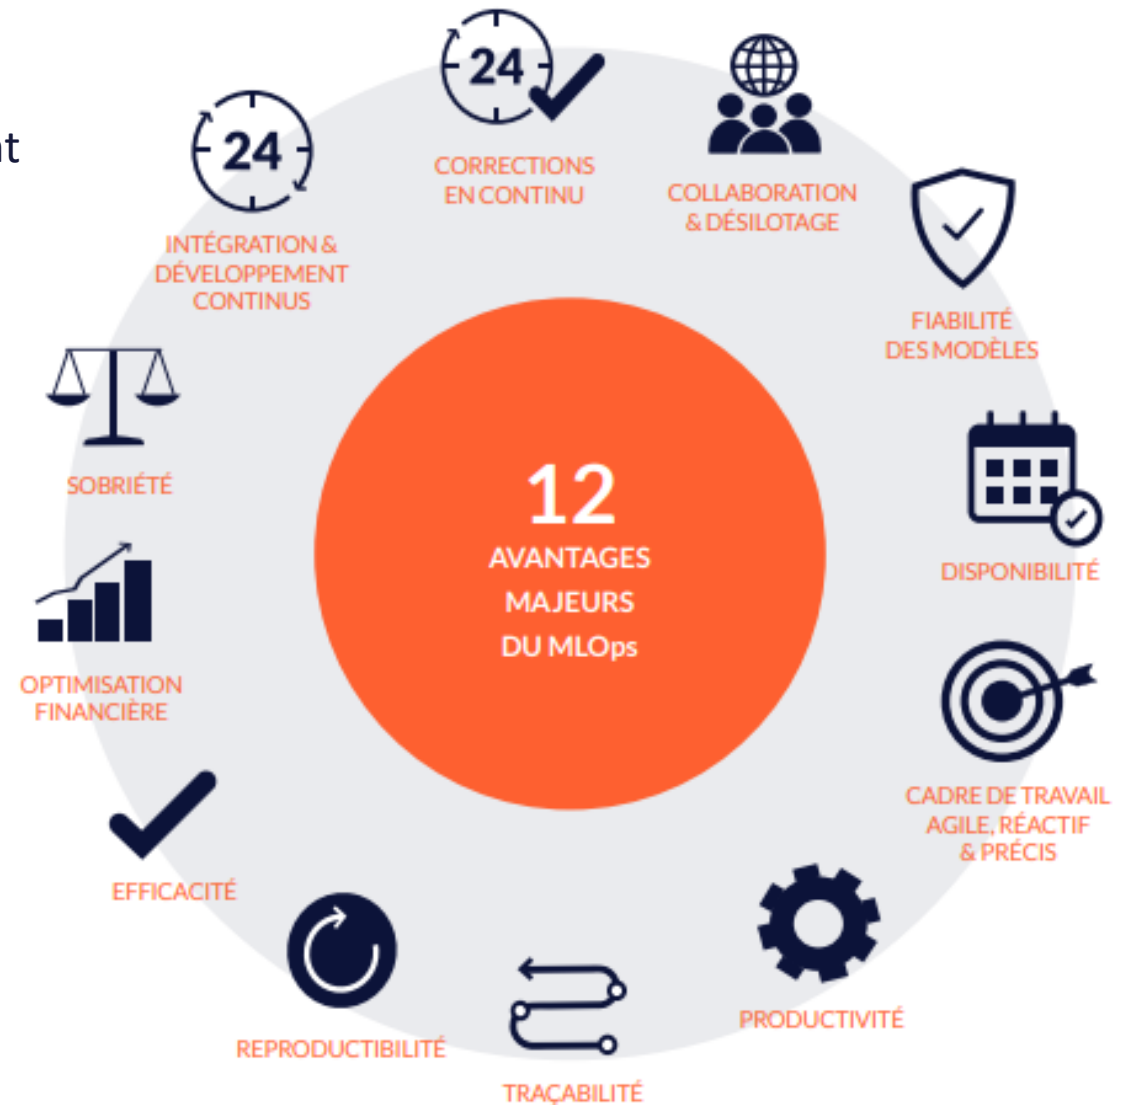 nt
24
CORRECTIONS
EN CONTINU
COLLABORATION
& DÉSILOTAGE
FIABILITÉ
DES MODÈLES
DISPONIBILITÉ
CADRE DE TRAVAIL
AGILE, RÉACTIF
& PRÉCIS
PRODUCTIVITÉ
TRAÇABILITÉ
REPRODUCTIBILITÉ
EFFICACITÉ
OPTIMISATION
FINANCIÈRE
SOBRIÉTÉ
24
INTÉGRATION &
DÉVELOPPEMENT
CONTINUS
12
AVANTAGES
MAJEURS
DU MLOps